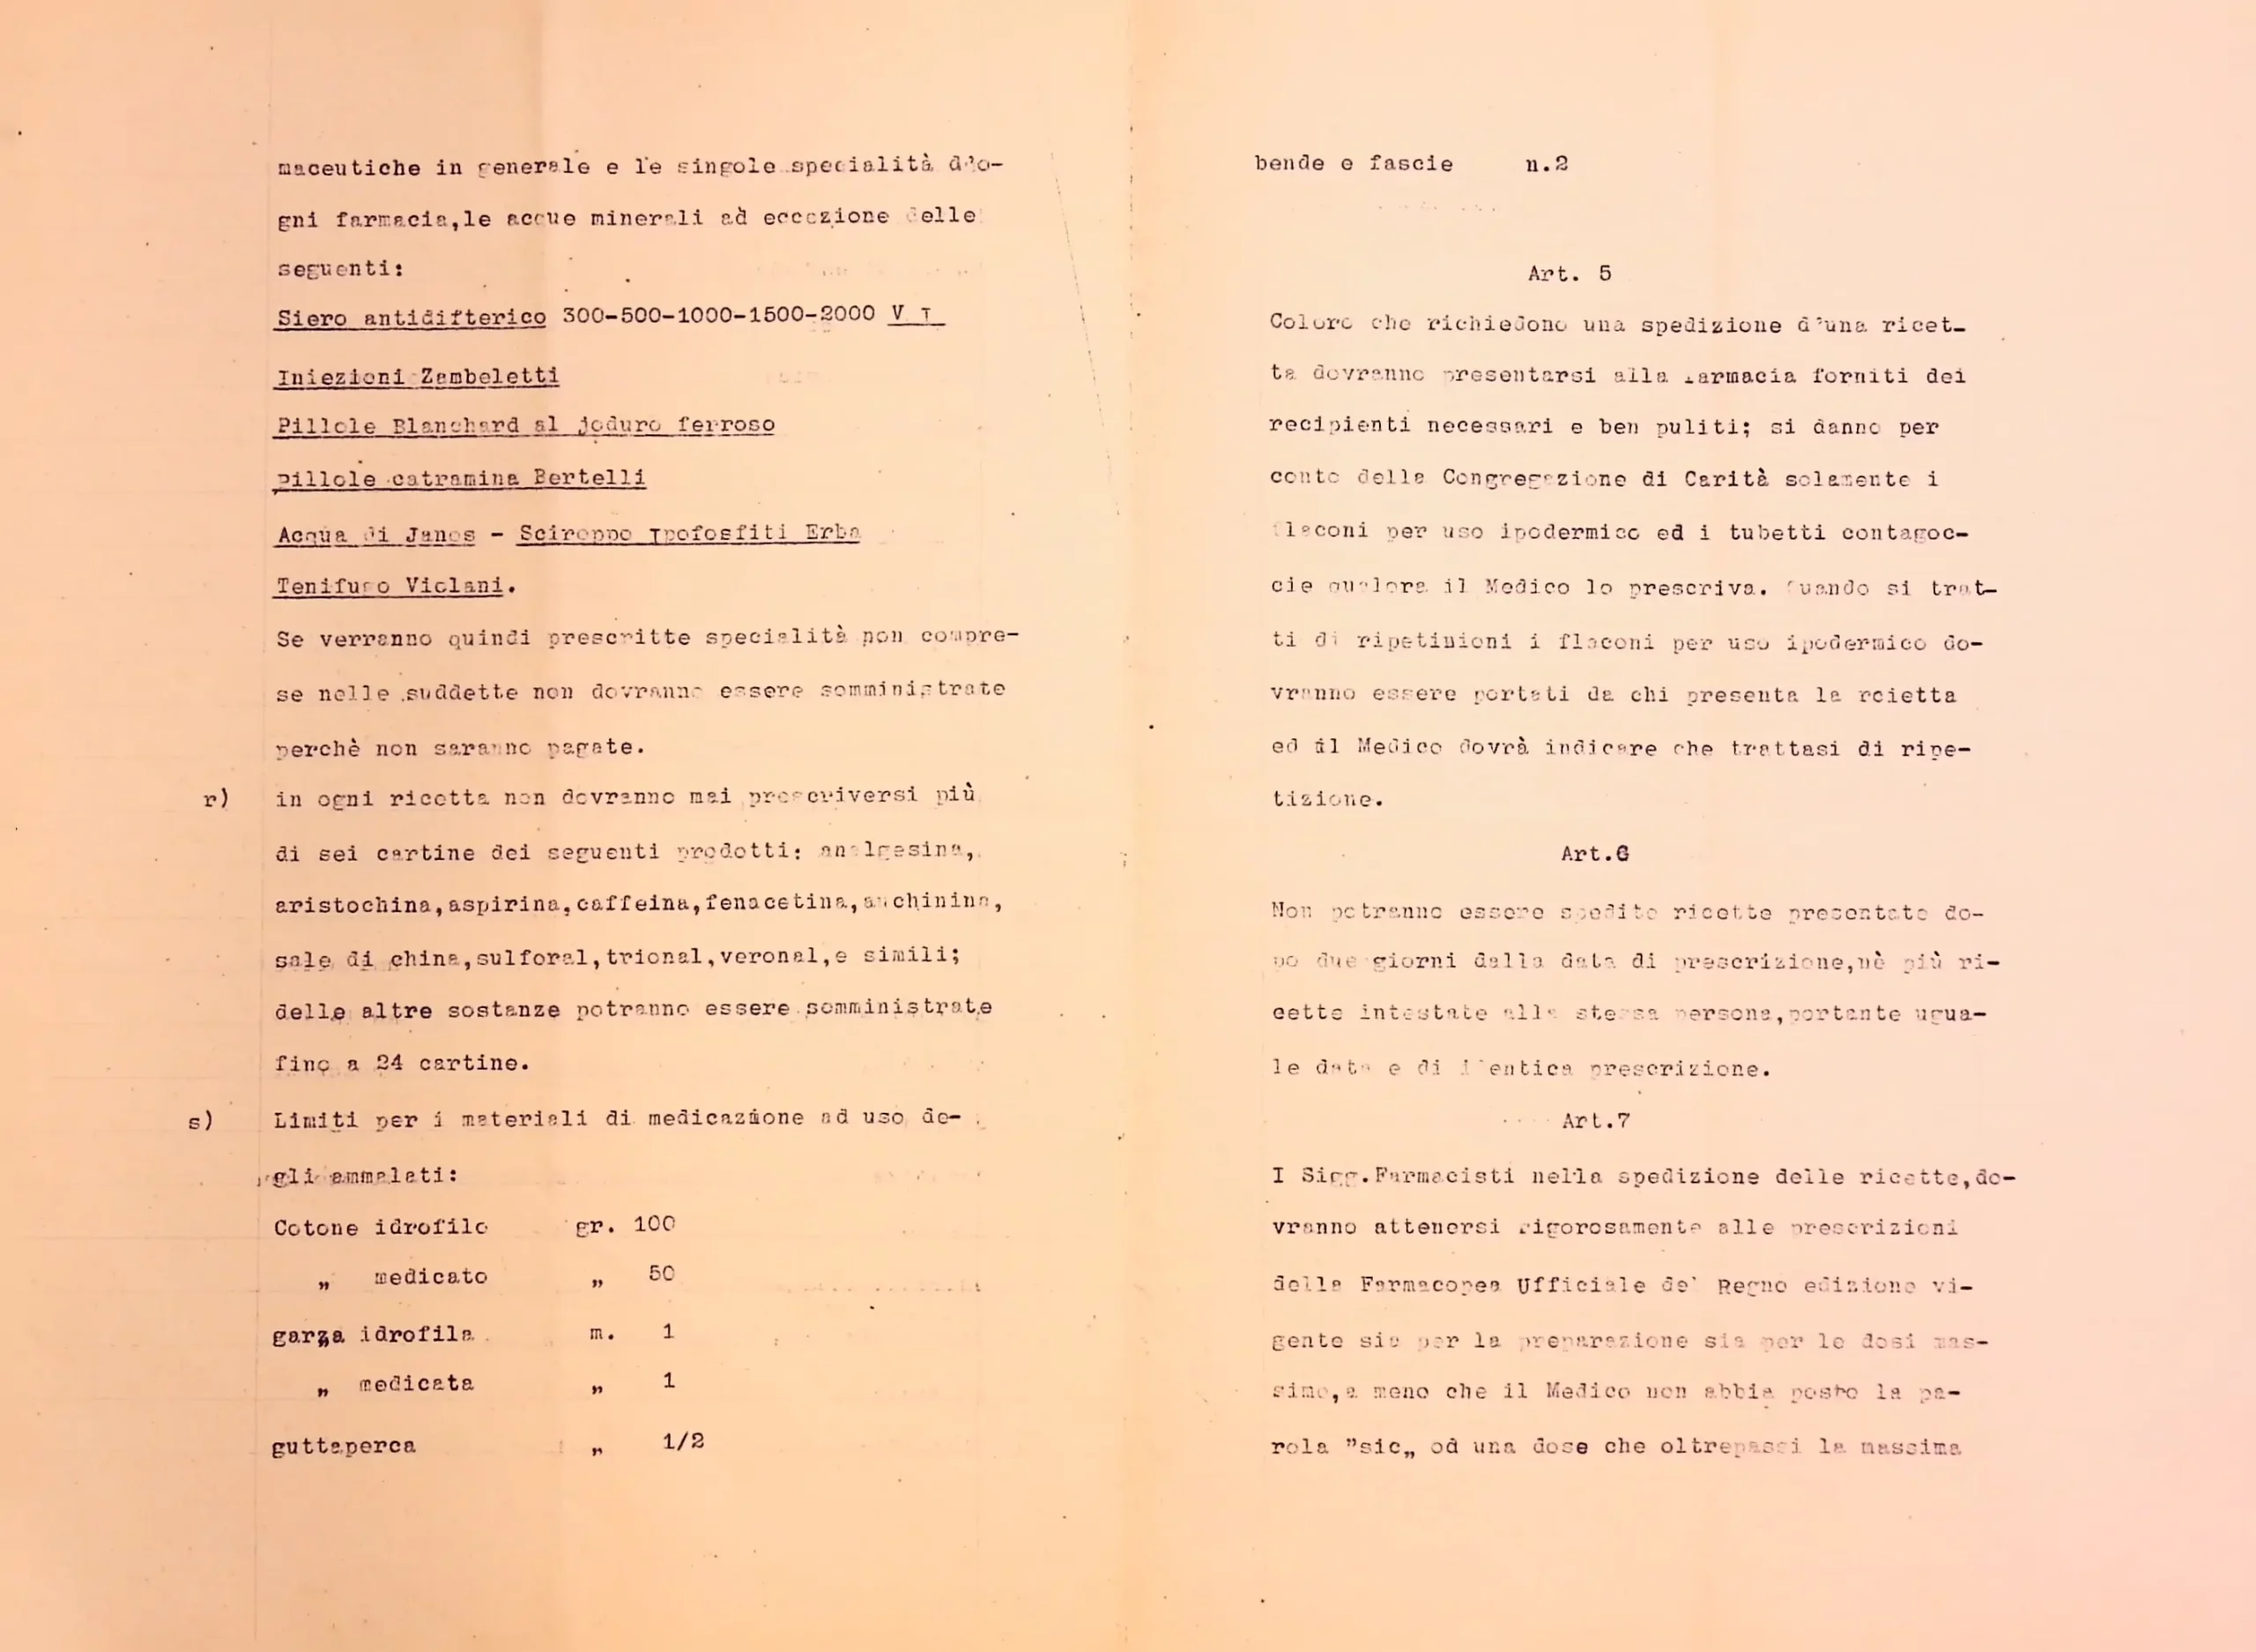 maceutiche in generale e le singole specialità d'o-
gni farmacia,le accue minerali ad eccezione delle
seguenti:
Siero antidifterico 300-500-1000-1500-2000 V I
Iniezioni Zambeletti
Pillole Blanchard al joduro ferroso
pillole catramina Bertelli
Acqua di Janos - Sciroppo Ipofosfiti Erba
Tenifugo Violani.
Se verranno quindi prescritte specialità non compre-
se nelle suddette non dovranno essere somministrate
perchè non saranno pagate.
r) in ogni ricetta non dovranno mai prescriversi più
di sei cartine dei seguenti prodotti: analgesina,
aristochina,aspirina,caffeina,fenacetina,euchinina,
sale di china,sulforal,trional,veronal,e simili;
delle altre sostanze potranno essere somministrate
fino a 24 cartine.
s) Limiti per i materiali di medicazione ad uso de-
gli ammalati:
Cotone idrofilo gr. 100
„ medicato „ 50
garza idrofila m. 1
„ medicata „ 1
guttaperca „ 1/2
bende e fascie n.2
Art. 5
Coloro che richiedono una spedizione d'una ricet-
ta dovranno presentarsi alla farmacia forniti dei
recipienti necessari e ben puliti; si danno per
conto della Congregazione di Carità solamente i
flaconi per uso ipodermico ed i tubetti contagoc-
cie qualora il Medico lo prescriva. Quando si trat-
ti di ripetinioni i flaconi per uso ipodermico do-
vranno essere portati da chi presenta la rcietta
ed il Medico dovrà indicare che trattasi di ripe-
tizione.
Art.6
Non potranno essere spedite ricette presentate do-
po due giorni dalla data di prescrizione,nè più ri-
cette intestate alla stessa persona,portante ugua-
le data e di identica prescrizione.
Art.7
I Sigg.Farmacisti nella spedizione delle ricette,do-
vranno attenersi rigorosamente alle prescrizioni
della Farmacopea Ufficiale del Regno edizione vi-
gente sia per la preparazione sia per le dosi mas-
sime,a meno che il Medico non abbia posto la pa-
rola "sic„ od una dose che oltrepassi la massima